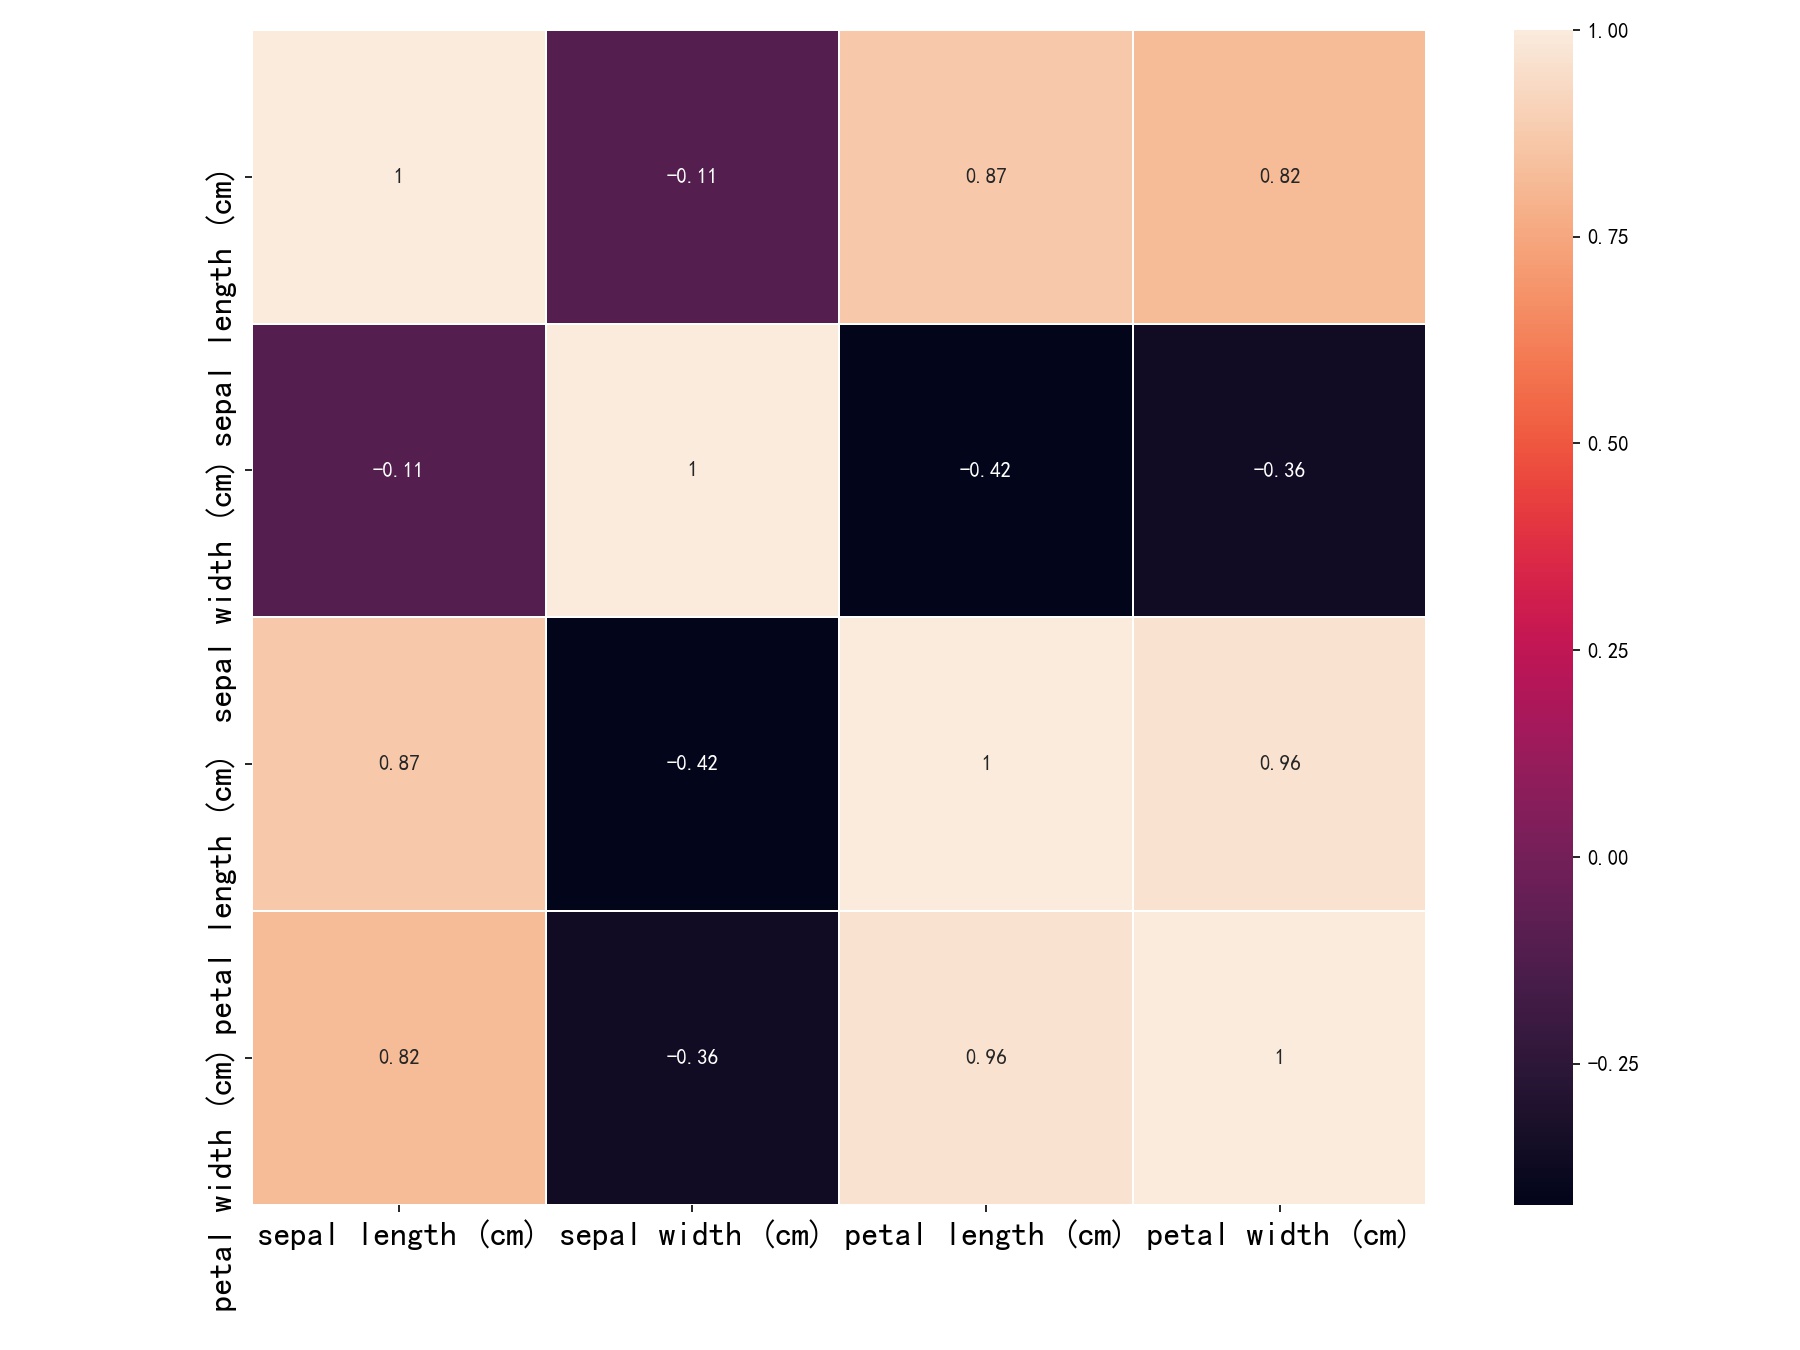 1 −0.11 0.87 0.82
−0.11 1 −0.42 −0.36
0.87 −0.42 1 0.96
0.82 −0.36 0.96 1
sepal length (cm)
sepal width (cm)
petal length (cm)
petal width (cm)
sepal length (cm) sepal width (cm) petal length (cm) petal width (cm)
1.00
0.75
0.50
0.25
0.00
−0.25